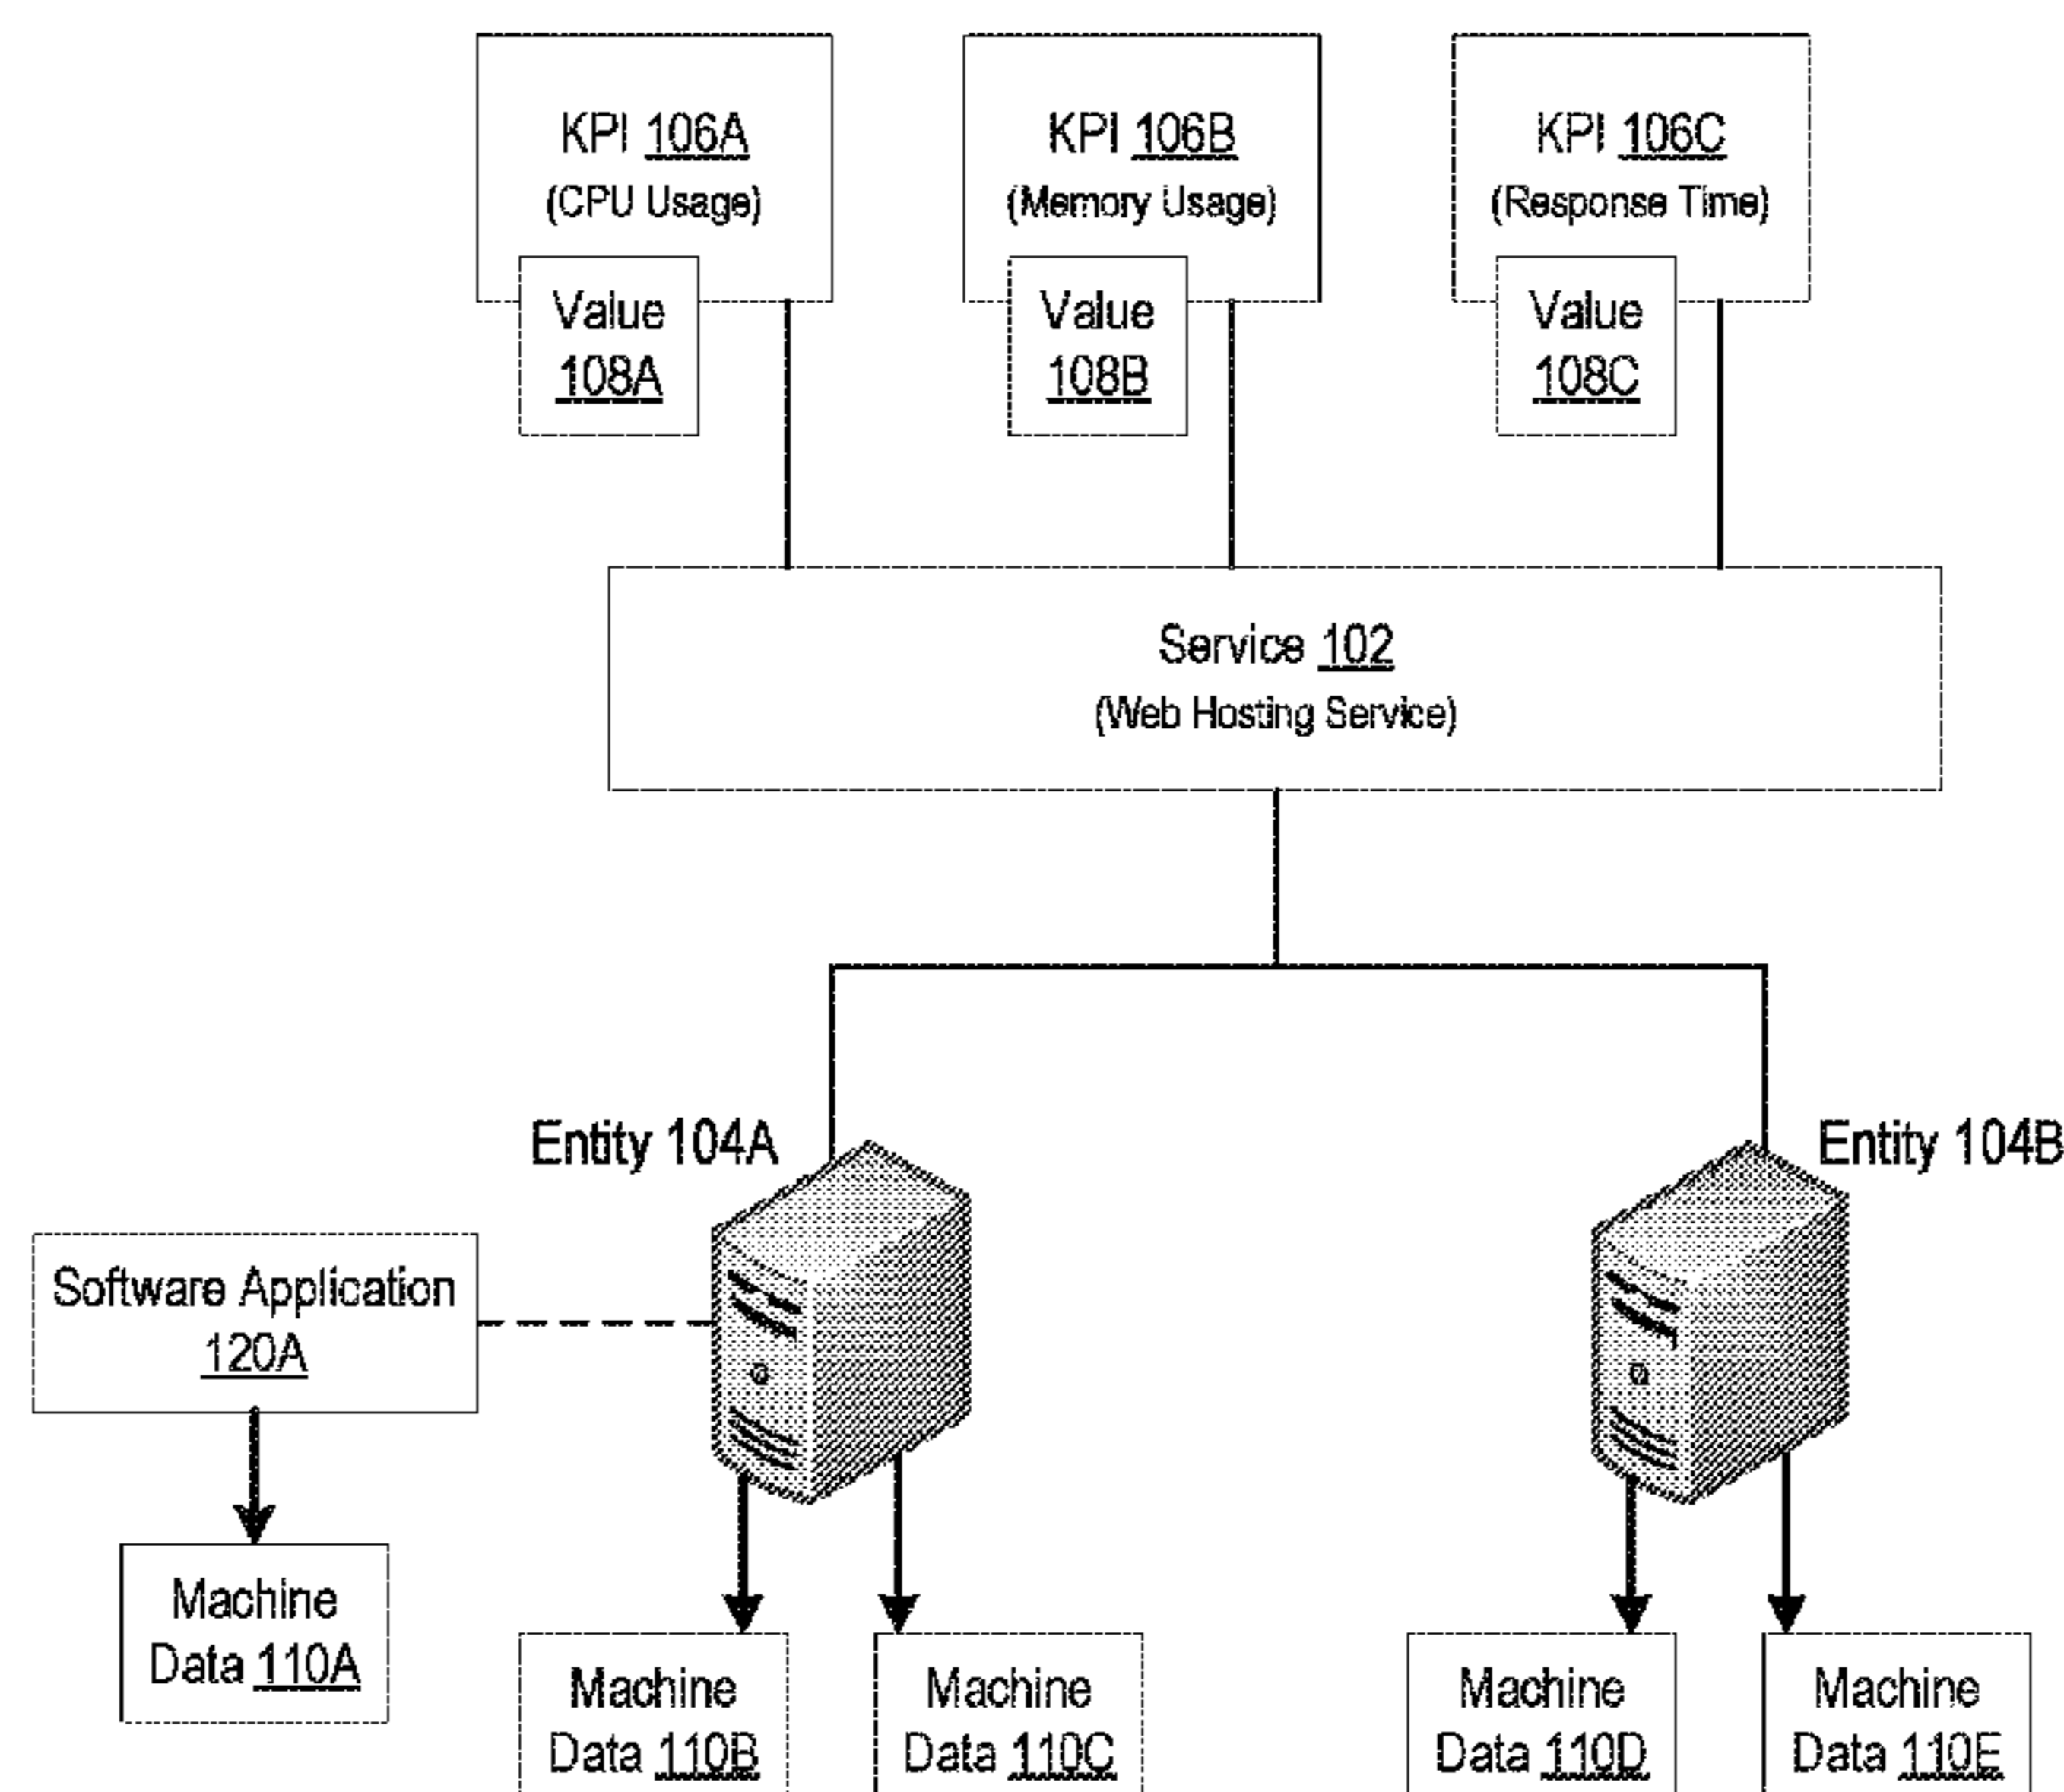 KPI 106A
(CPU Usage)
Value
108A
KPI 106B
(Memory Usage)
Value
108B
KPI 106C
(Response Time)
Value
108C
Service 102
(Web Hosting Service)
Entity 104A
Entity 104B
Software Application
120A
Machine
Data 110A
Machine
Data 110B
Machine
Data 110C
Machine
Data 110D
Machine
Data 110E